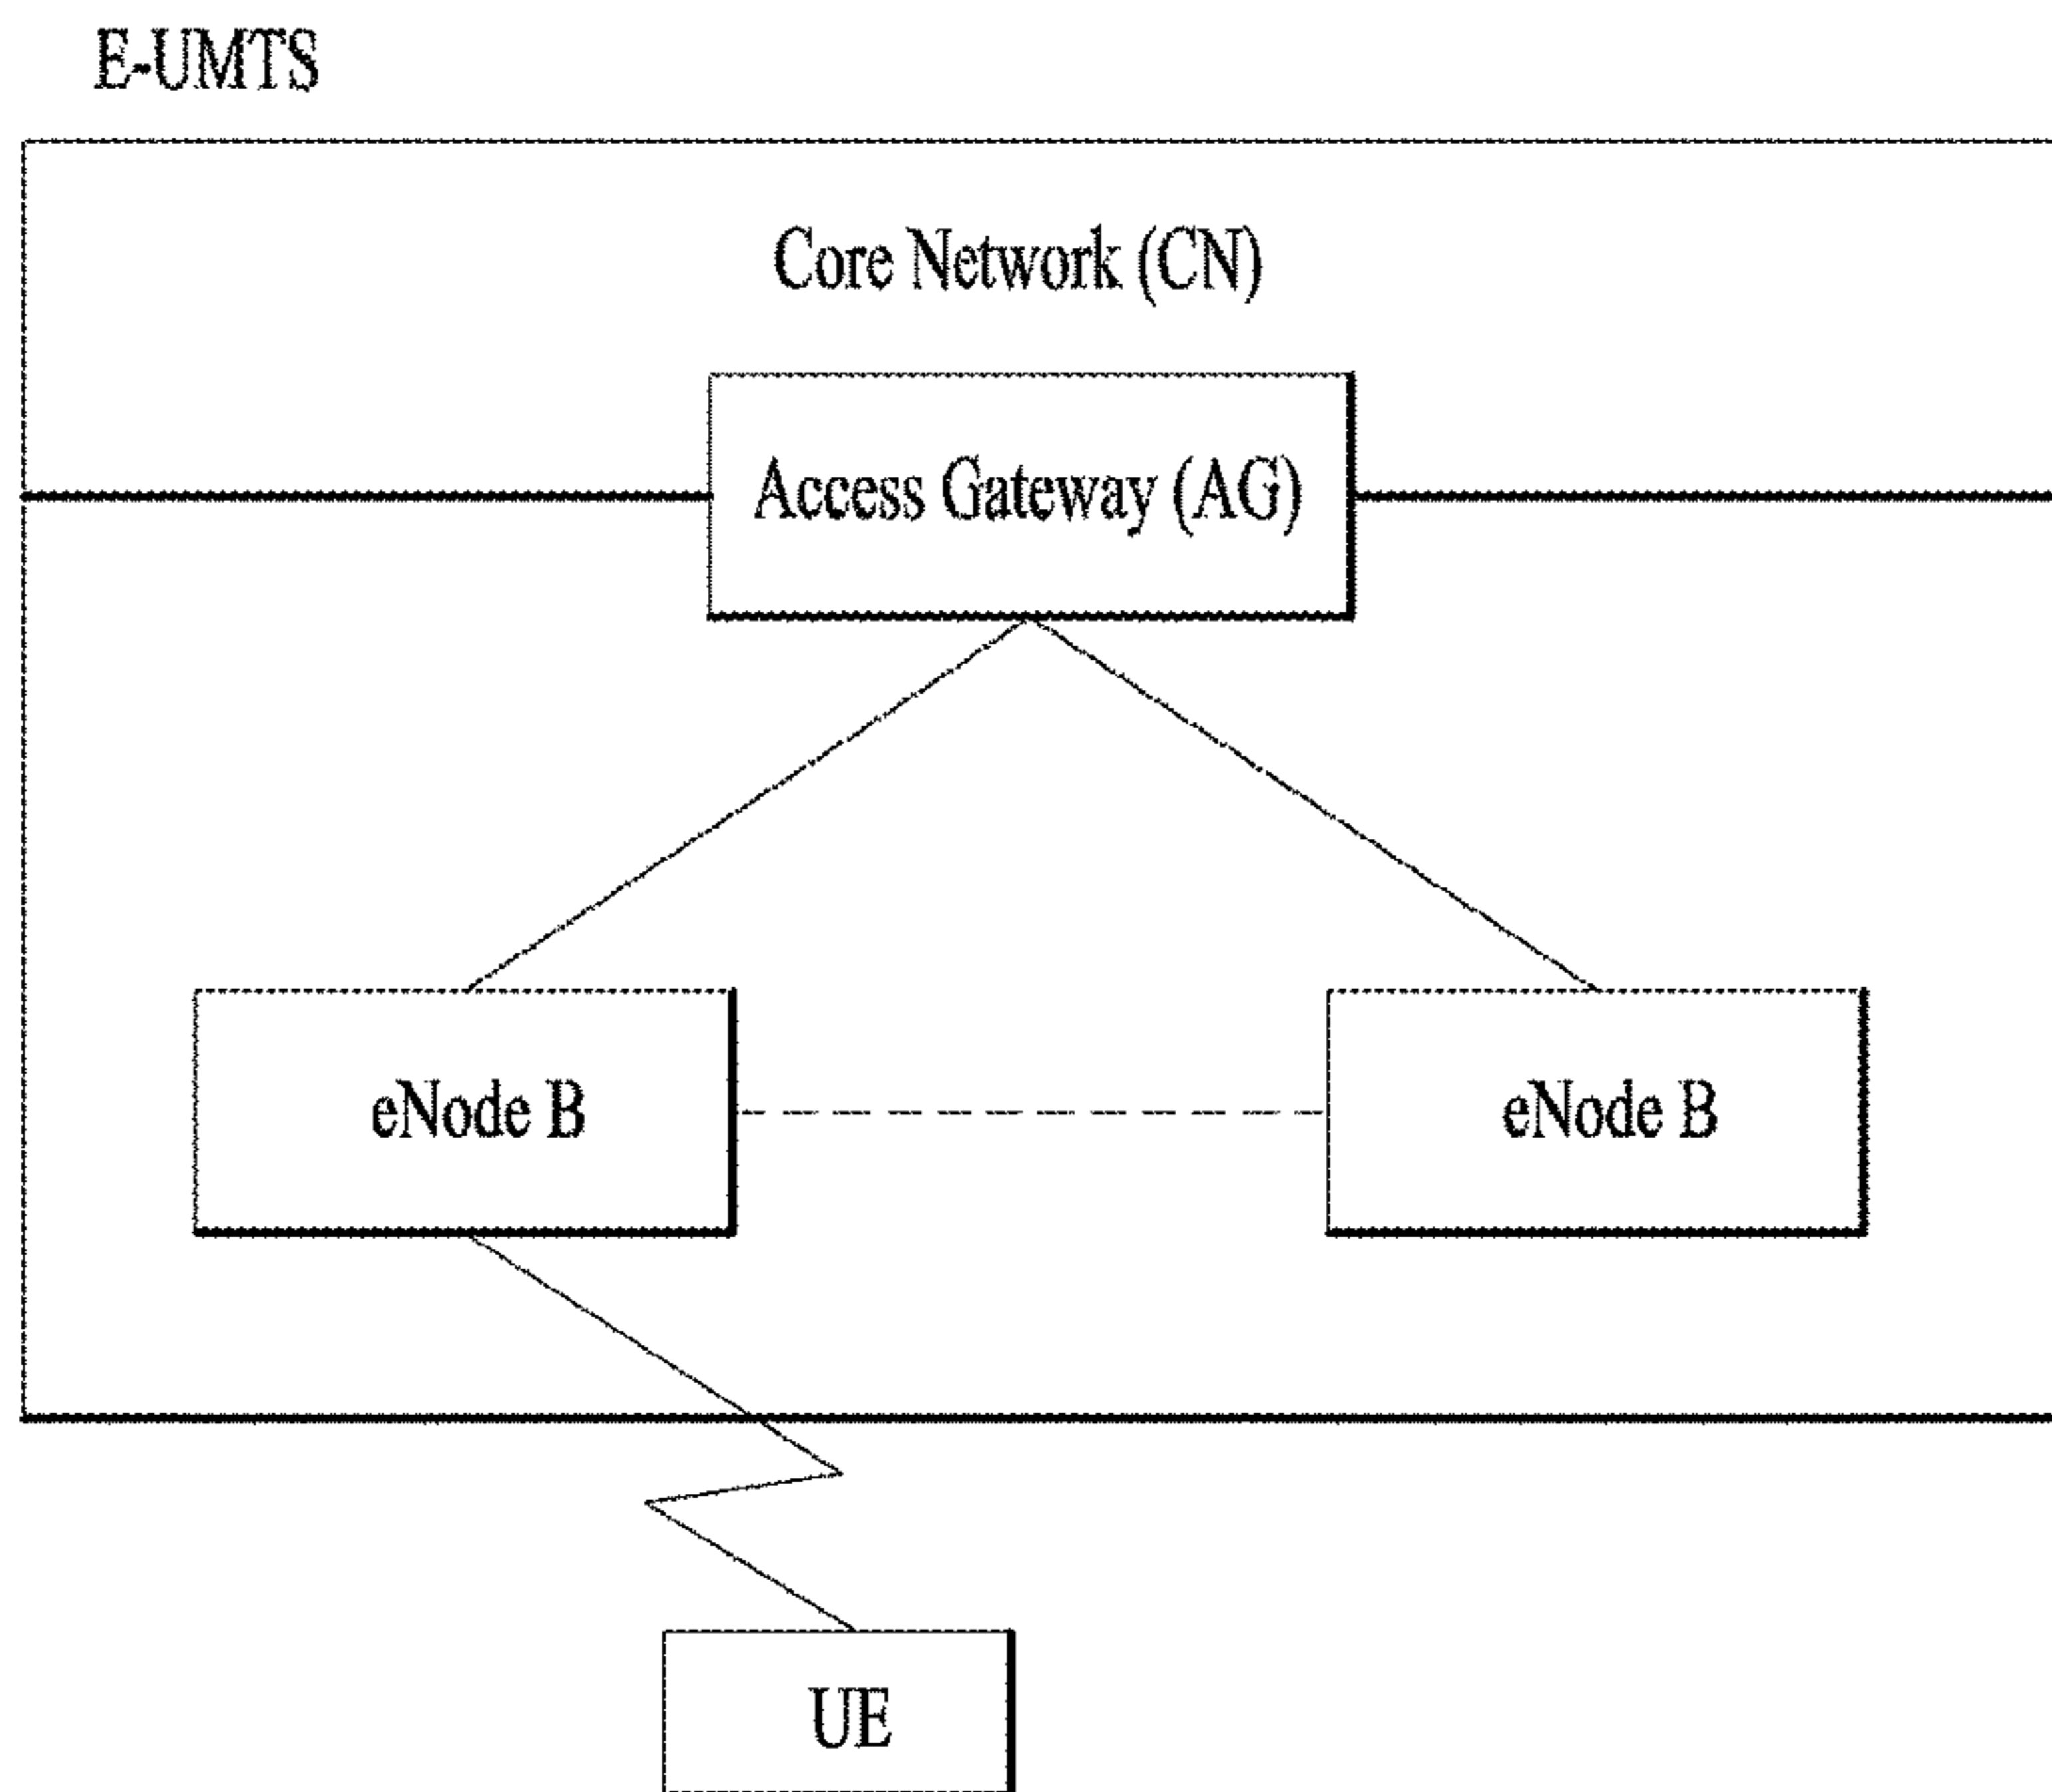 E-UMTS
Core Network (CN)
Access Gateway (AG)
eNode B
eNode B
UE